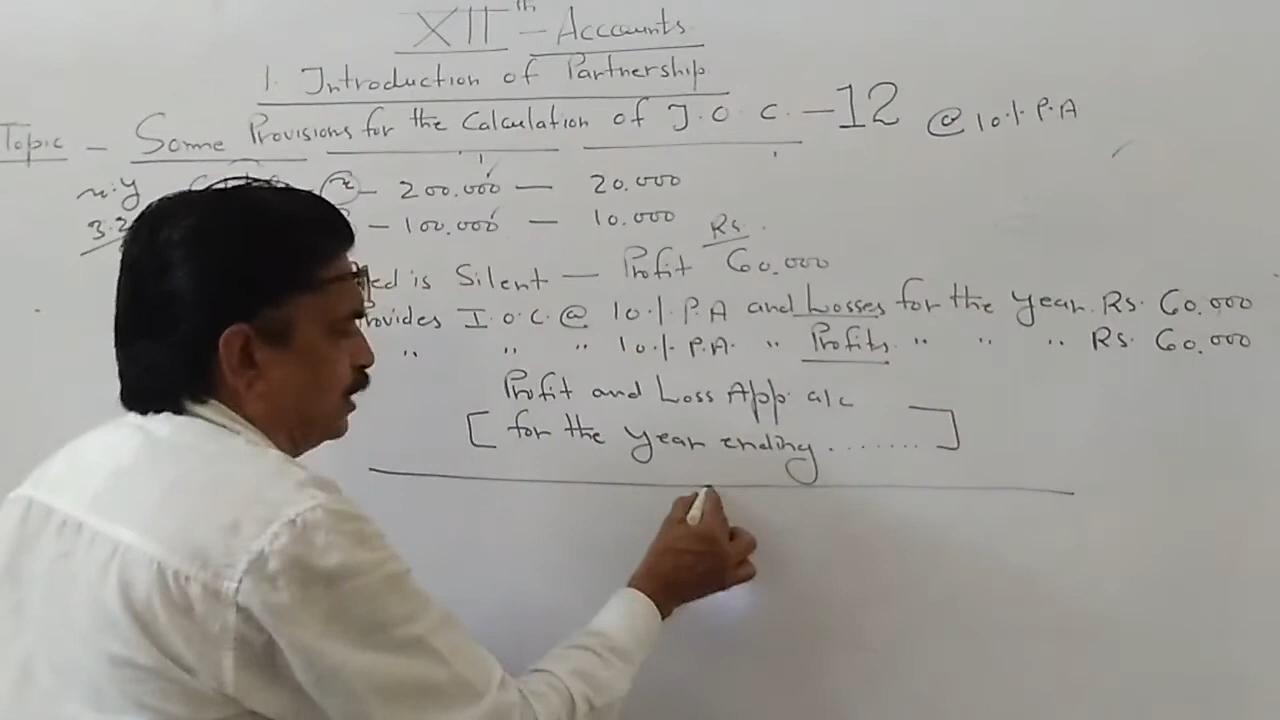 XIIth - Accounts
1. Introduction of Partnership
Topic - Some Provisions for the Calculation of I.O.C. - 12 @ 10% P.A
x:y x - 200.000 - 20.000
3:2 - 100.000 - 10.000
is Silent - Profit Rs. 60.000
I.O.C. @ 10% P.A and Losses for the year. Rs. 60.000
" " " 10% P.A. " Profits " " " Rs. 60.000
Profit and Loss App. a/c
[for the year ending ........]